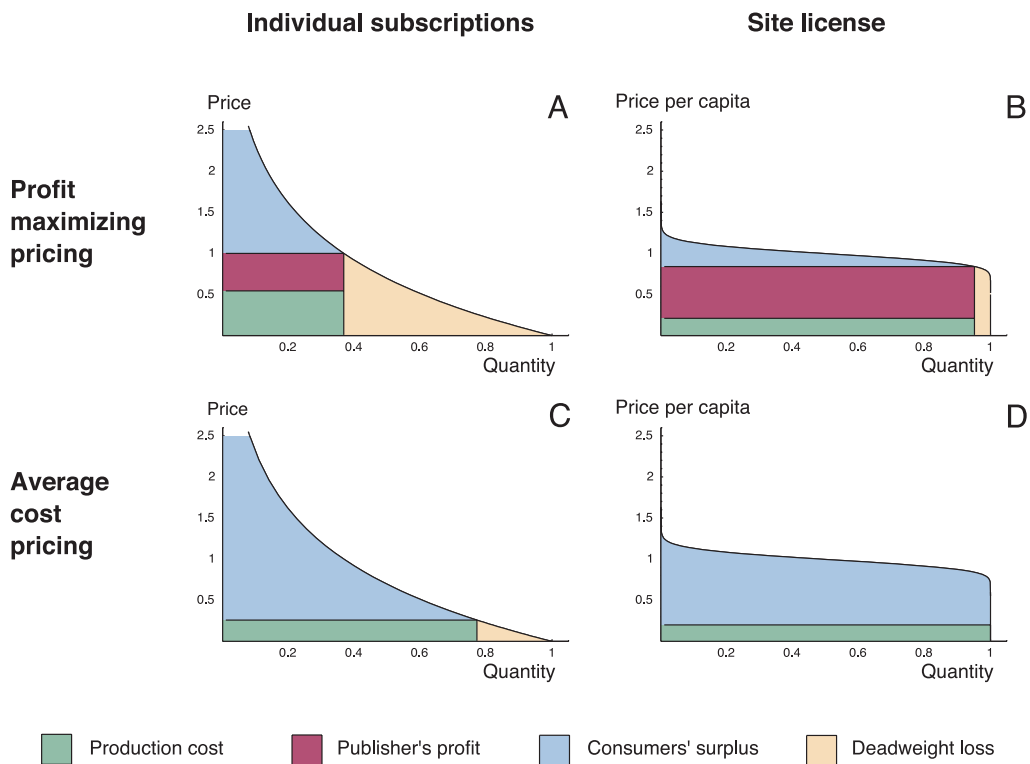 Individual subscriptions
Site license
Profit
maximizing
pricing
Price
A
2.5
2
1.5
1
0.5
0.2
0.4
0.6
0.8
1
Quantity
Price per capita
B
2.5
2
1.5
1
0.5
0.2
0.4
0.6
0.8
1
Quantity
Average
cost
pricing
Price
C
2.5
2
1.5
1
0.5
0.2
0.4
0.6
0.8
1
Quantity
Price per capita
D
2.5
2
1.5
1
0.5
0.2
0.4
0.6
0.8
1
Quantity
Production cost
Publisher's profit
Consumers' surplus
Deadweight loss